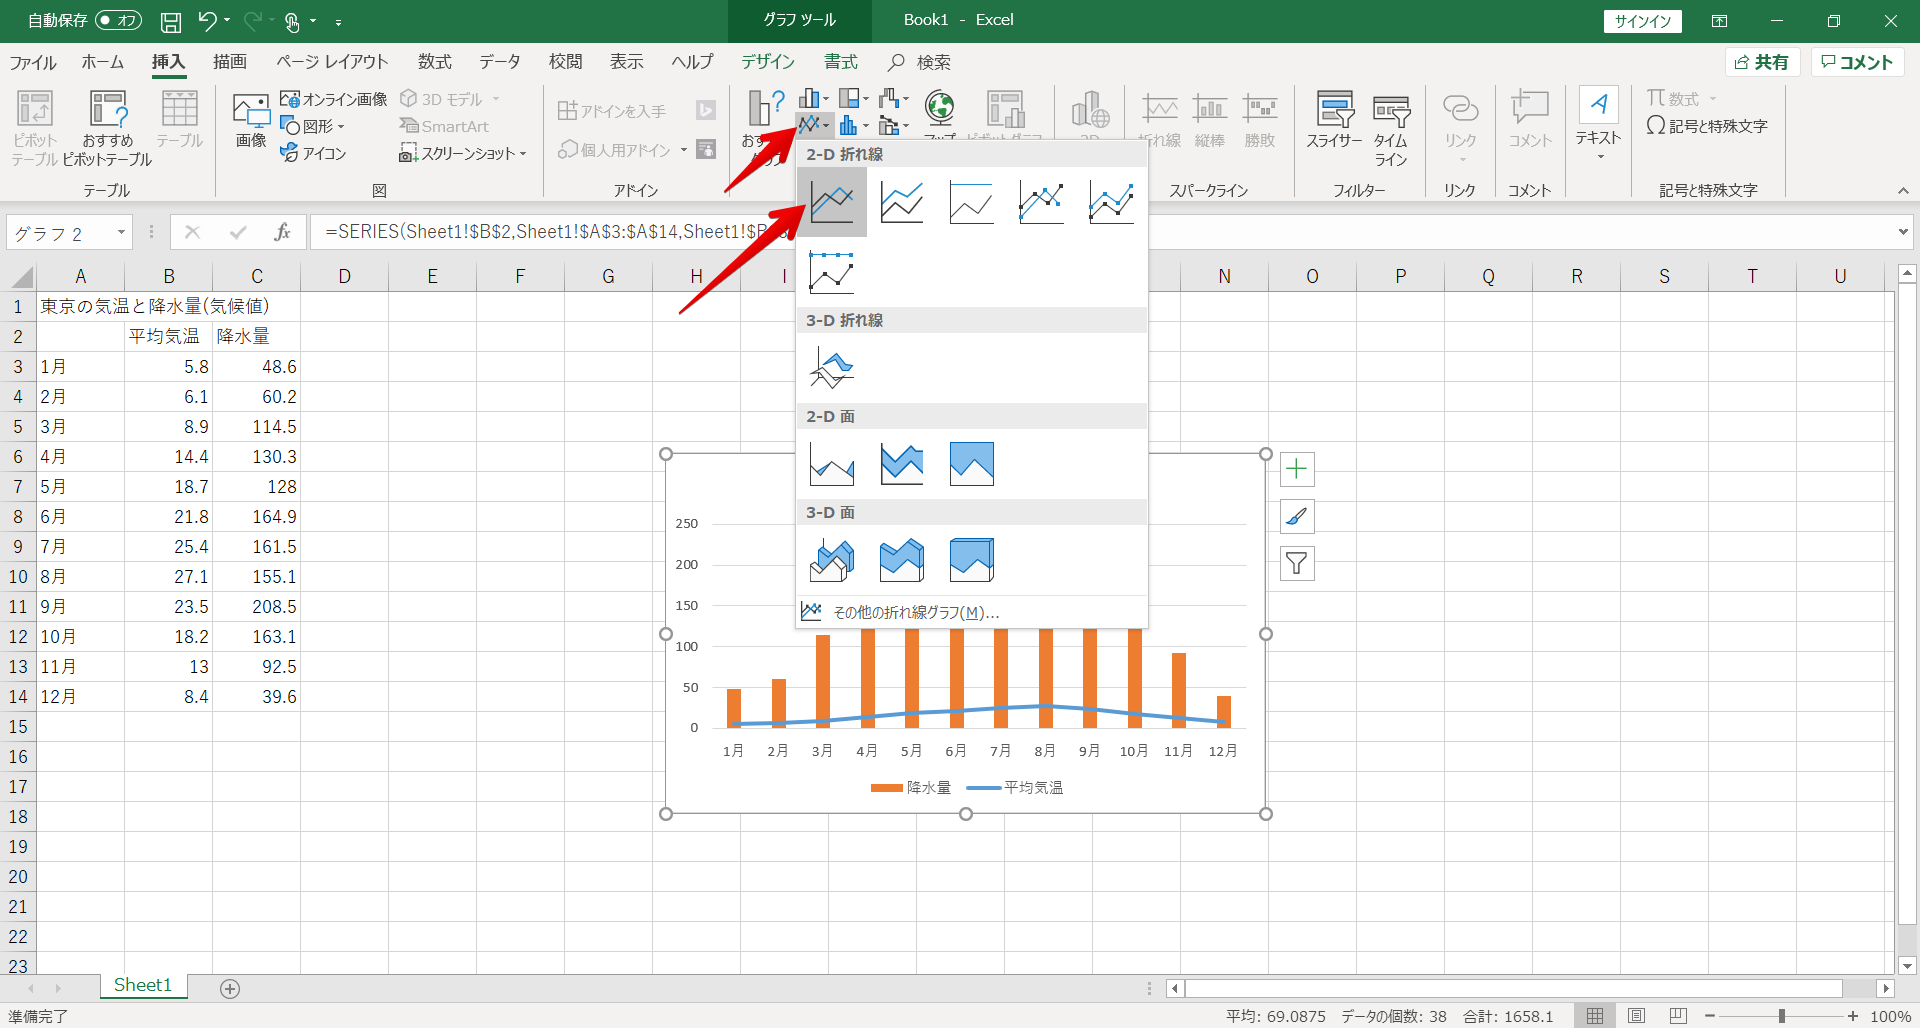 自動保存 オフ
グラフ ツール
Book1 - Excel
サインイン
ファイル ホーム 挿入 描画 ページ レイアウト 数式 データ 校閲 表示 ヘルプ デザイン 書式 検索
共有 コメント
ピボット
テーブル
おすすめ
ピボットテーブル
テーブル
テーブル
画像
オンライン画像
図形
アイコン
3D モデル
SmartArt
スクリーンショット
図
アドインを入手
個人用アドイン
アドイン
折れ線 縦棒 勝敗
スパークライン
スライサー タイム
ライン
フィルター
リンク
リンク
コメント
コメント
テキスト
数式
記号と特殊文字
記号と特殊文字
グラフ 2
fx
=SERIES(Sheet1!$B$2,Sheet1!$A$3:$A$14,Sheet1!$B
2-D 折れ線
3-D 折れ線
2-D 面
3-D 面
その他の折れ線グラフ(M)...
A B C D E F G H I N O P Q R S T U
1 東京の気温と降水量(気候値)
2 平均気温 降水量
3 1月 5.8 48.6
4 2月 6.1 60.2
5 3月 8.9 114.5
6 4月 14.4 130.3
7 5月 18.7 128
8 6月 21.8 164.9
9 7月 25.4 161.5
10 8月 27.1 155.1
11 9月 23.5 208.5
12 10月 18.2 163.1
13 11月 13 92.5
14 12月 8.4 39.6
15
16
17
18
19
20
21
22
23
250
200
150
100
50
0
1月 2月 3月 4月 5月 6月 7月 8月 9月 10月 11月 12月
降水量 平均気温
Sheet1
準備完了
平均: 69.0875 データの個数: 38 合計: 1658.1
100%